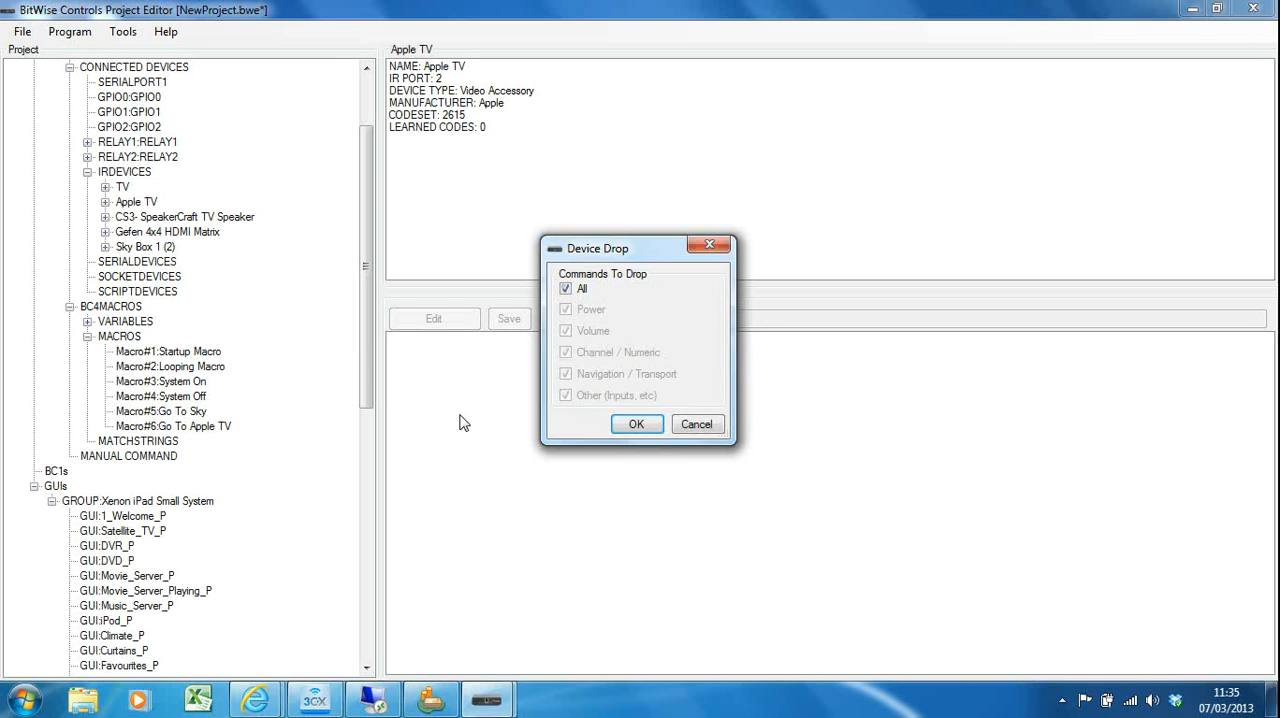 BitWise Controls Project Editor [NewProject.bwe*]
File Program Tools Help
Project
CONNECTED DEVICES
SERIALPORT1
GPIO0:GPIO0
GPIO1:GPIO1
GPIO2:GPIO2
RELAY1:RELAY1
RELAY2:RELAY2
IRDEVICES
TV
Apple TV
CS3- SpeakerCraft TV Speaker
Gefen 4x4 HDMI Matrix
Sky Box 1 (2)
SERIALDEVICES
SOCKETDEVICES
SCRIPTDEVICES
BC4MACROS
VARIABLES
MACROS
Macro#1:Startup Macro
Macro#2:Looping Macro
Macro#3:System On
Macro#4:System Off
Macro#5:Go To Sky
Macro#6:Go To Apple TV
MATCHSTRINGS
MANUAL COMMAND
BC1s
GUIs
GROUP:Xenon iPad Small System
GUI:1_Welcome_P
GUI:Satellite_TV_P
GUI:DVR_P
GUI:DVD_P
GUI:Movie_Server_P
GUI:Movie_Server_Playing_P
GUI:Music_Server_P
GUI:iPod_P
GUI:Climate_P
GUI:Curtains_P
GUI:Favourites_P
Apple TV
NAME: Apple TV
IR PORT: 2
DEVICE TYPE: Video Accessory
MANUFACTURER: Apple
CODESET: 2615
LEARNED CODES: 0
Edit Save
Device Drop
Commands To Drop
All
Power
Volume
Channel / Numeric
Navigation / Transport
Other (Inputs, etc)
OK Cancel
3CX
11:35
07/03/2013